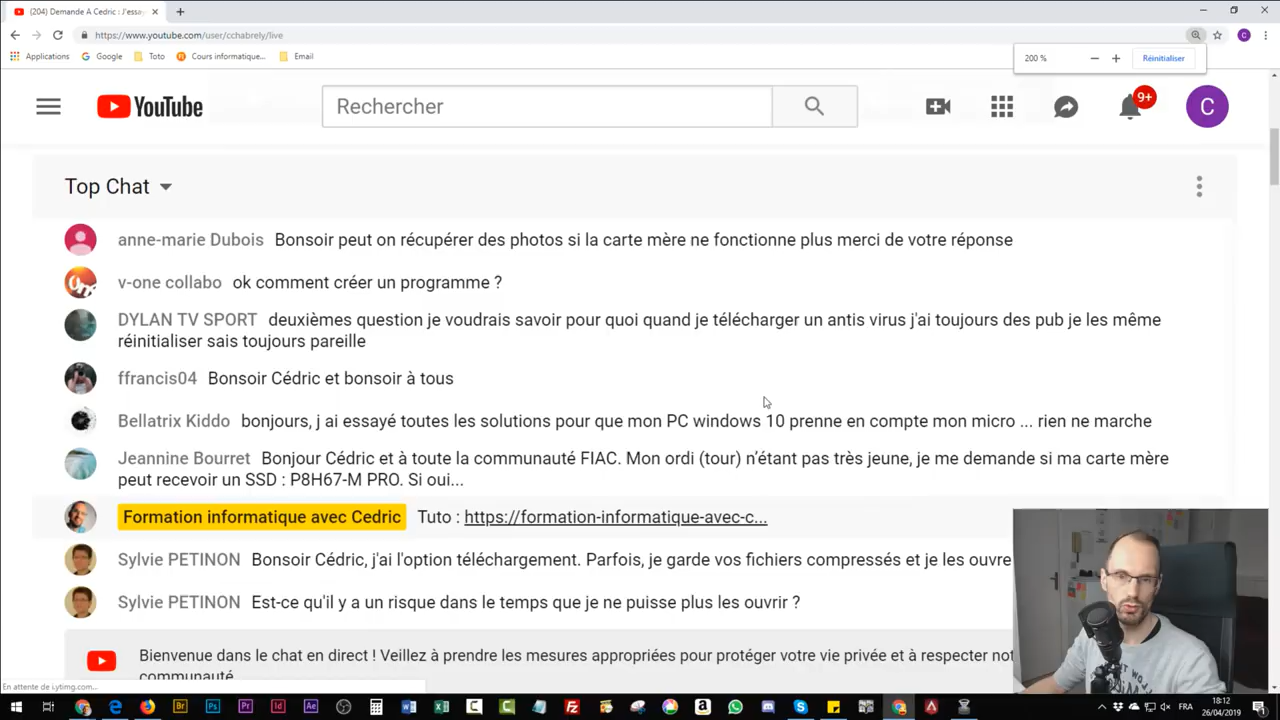 (204) Demande A Cedric : J'essay
https://www.youtube.com/user/cchabrely/live
C
Applications
Google
Toto
Cours informatique...
Email
200 %
Réinitialiser
YouTube
Rechercher
9+
C
Top Chat
anne-marie Dubois Bonsoir peut on récupérer des photos si la carte mère ne fonctionne plus merci de votre réponse
v-one collabo ok comment créer un programme ?
DYLAN TV SPORT deuxièmes question je voudrais savoir pour quoi quand je télécharger un antis virus j'ai toujours des pub je les même
réinitialiser sais toujours pareille
ffrancis04 Bonsoir Cédric et bonsoir à tous
Bellatrix Kiddo bonjours, j ai essayé toutes les solutions pour que mon PC windows 10 prenne en compte mon micro ... rien ne marche
Jeannine Bourret Bonjour Cédric et à toute la communauté FIAC. Mon ordi (tour) n'étant pas très jeune, je me demande si ma carte mère
peut recevoir un SSD : P8H67-M PRO. Si oui...
Formation informatique avec Cedric Tuto : https://formation-informatique-avec-c...
Sylvie PETINON Bonsoir Cédric, j'ai l'option téléchargement. Parfois, je garde vos fichiers compressés et je les ouvre
Sylvie PETINON Est-ce qu'il y a un risque dans le temps que je ne puisse plus les ouvrir ?
Bienvenue dans le chat en direct ! Veillez à prendre les mesures appropriées pour protéger votre vie privée et à respecter not
communauté.
En attente de i.ytimg.com...
Br
Ps
Pr
Id
Ae
FRA
18:12
26/04/2019